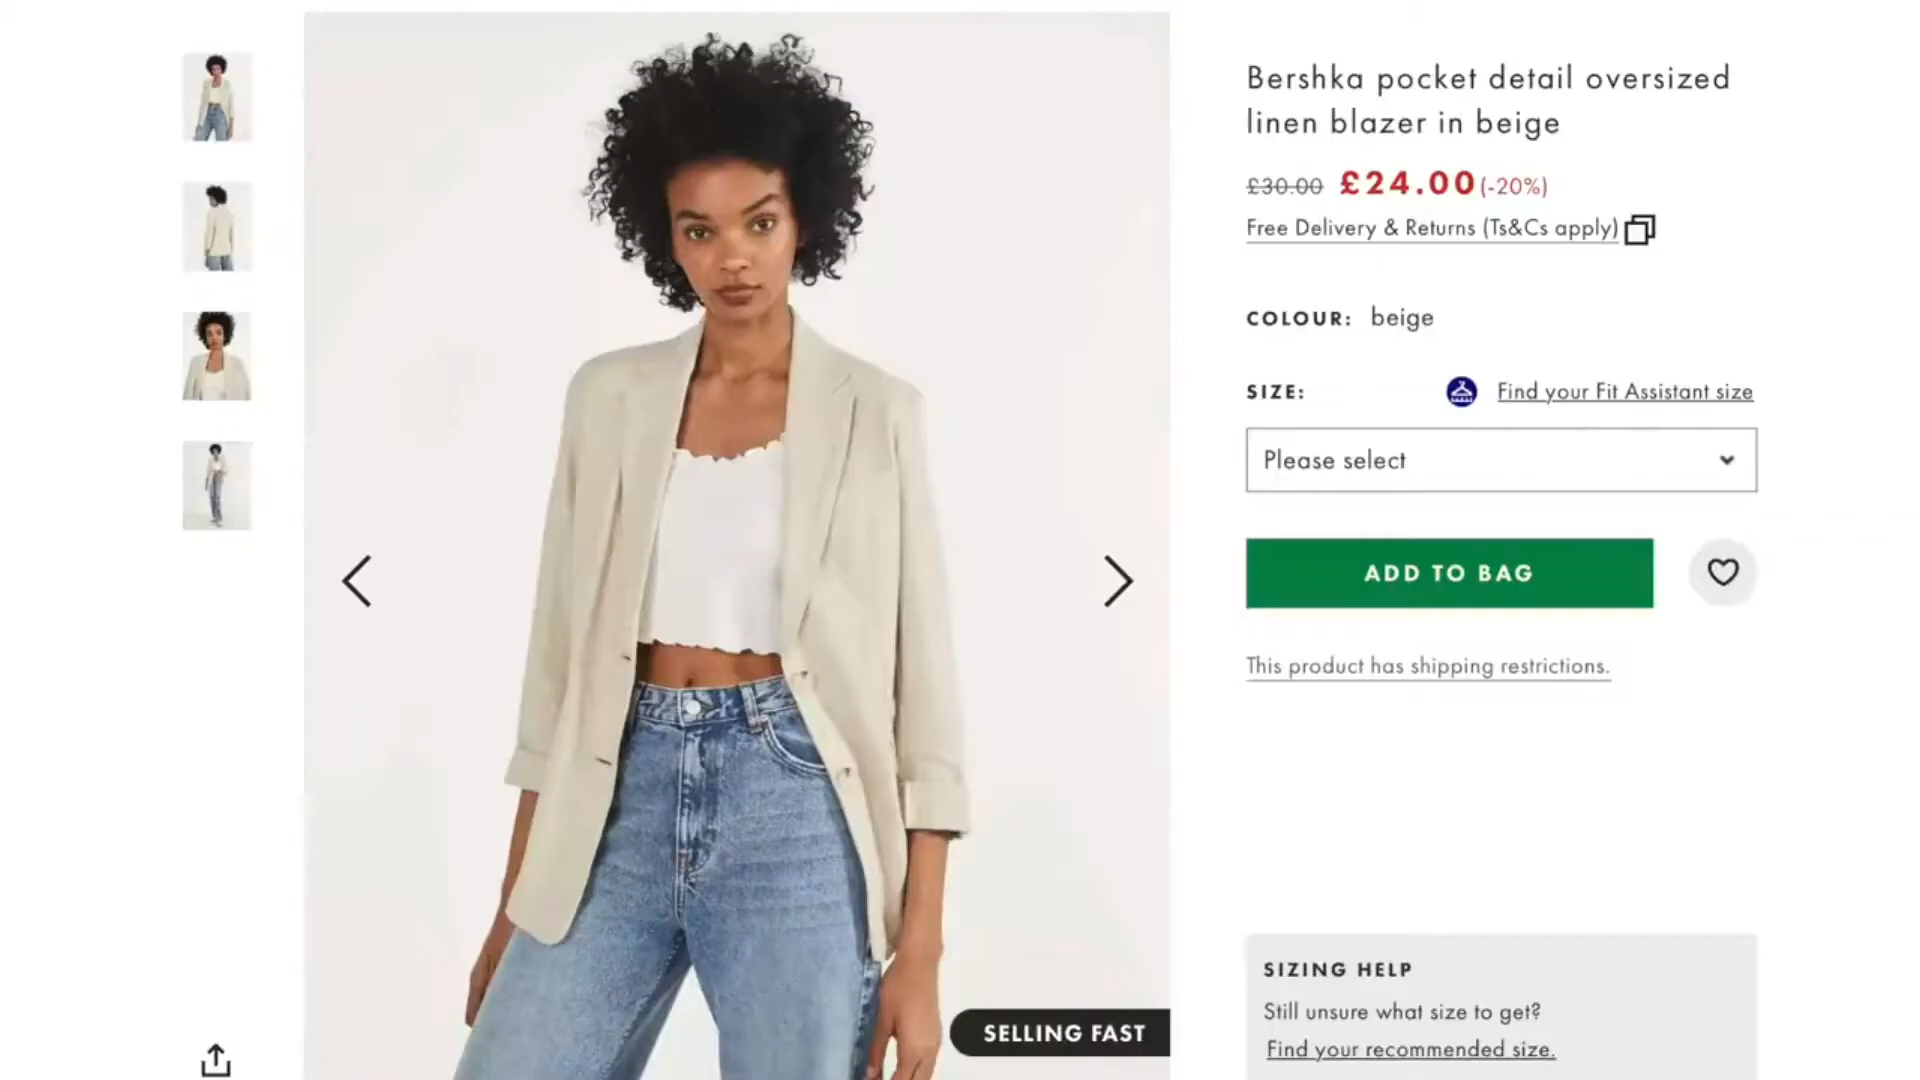 Bershka pocket detail oversized
linen blazer in beige
£30.00 £24.00 (-20%)
Free Delivery & Returns (Ts&Cs apply)
COLOUR: beige
SIZE: Find your Fit Assistant size
Please select
ADD TO BAG
This product has shipping restrictions.
SELLING FAST
SIZING HELP
Still unsure what size to get?
Find your recommended size.